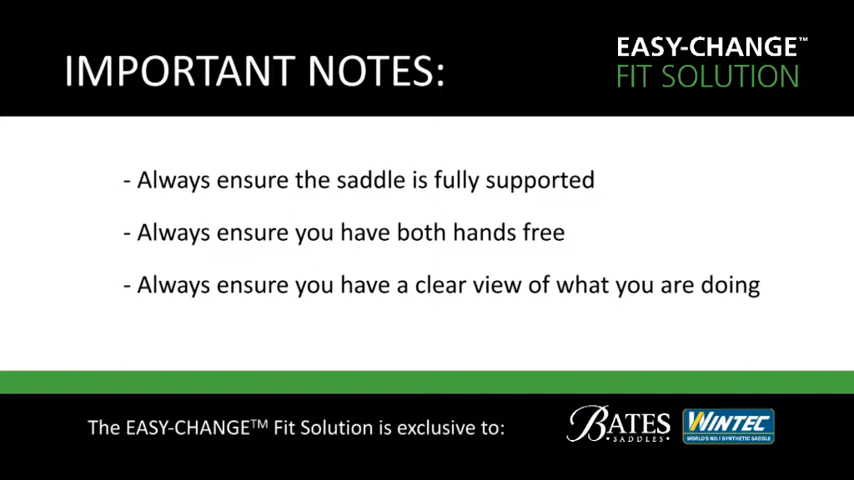 IMPORTANT NOTES:
EASY-CHANGE™
FIT SOLUTION
- Always ensure the saddle is fully supported
- Always ensure you have both hands free
- Always ensure you have a clear view of what you are doing
The EASY-CHANGE™ Fit Solution is exclusive to:
BATES
•SADDLES•
WINTEC
WORLD'S NO.1 SYNTHETIC SADDLE